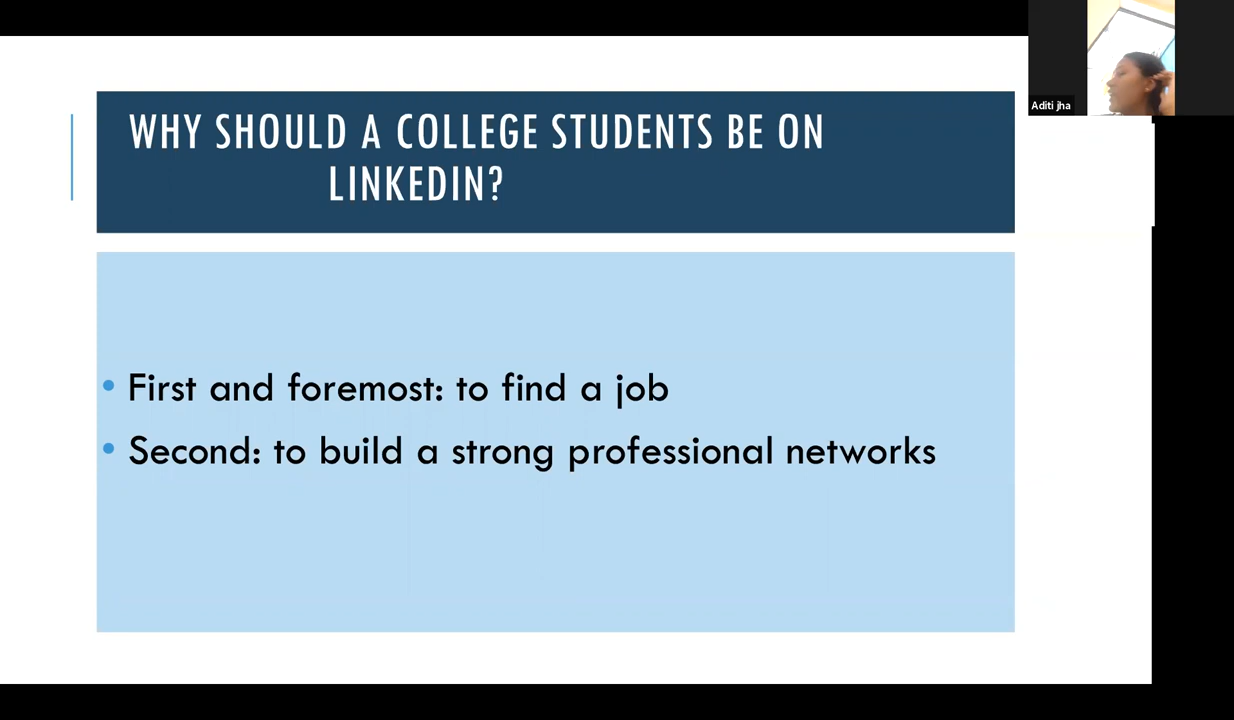 WHY SHOULD A COLLEGE STUDENTS BE ON
LINKEDIN?
Aditi jha
• First and foremost: to find a job
• Second: to build a strong professional networks